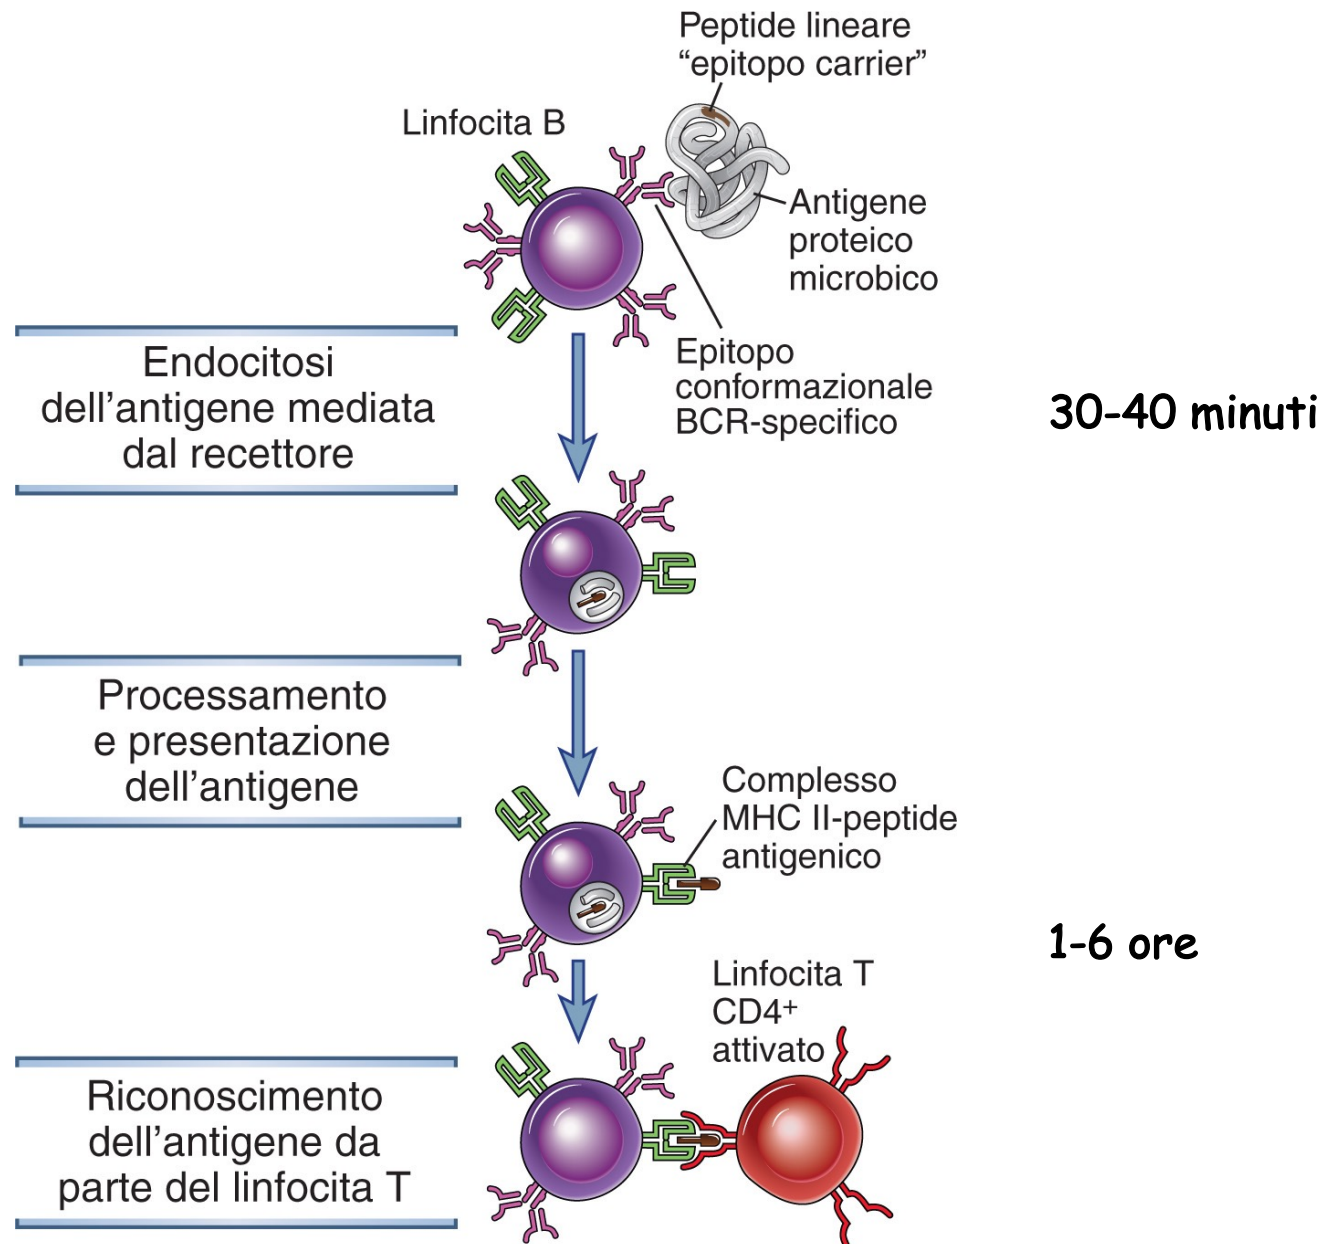 Peptide lineare
“epitopo carrier”
Linfocita B
Antigene
proteico
microbico
Endocitosi
dell’antigene mediata
dal recettore
Epitopo
conformazionale
BCR-specifico
30-40 minuti
Processamento
e presentazione
dell’antigene
Complesso
MHC II-peptide
antigenico
1-6 ore
Linfocita T
CD4+
attivato
Riconoscimento
dell’antigene da
parte del linfocita T